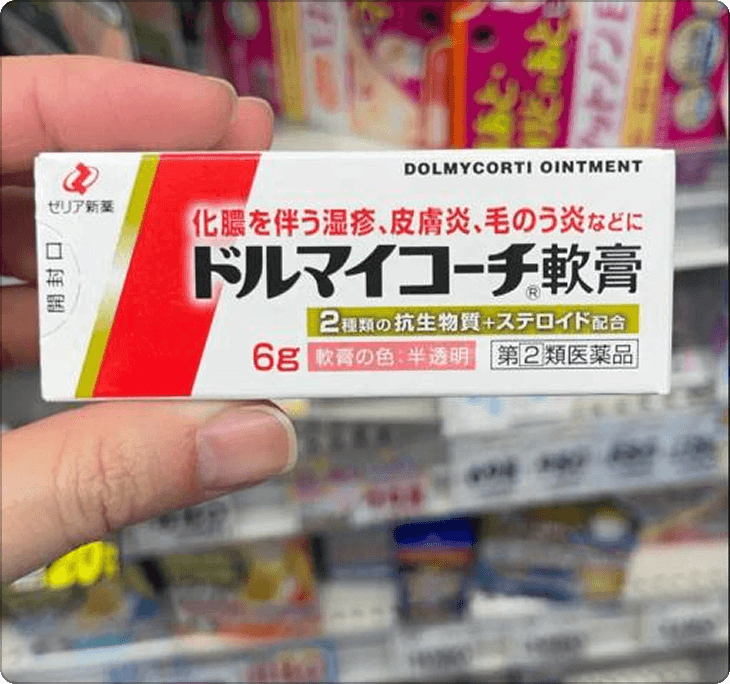 DOLMYCORTI OINTMENT
ゼリア新薬
開封口
化膿を伴う湿疹、皮膚炎、毛のう炎などに
ドルマイコーチ®軟膏
2種類の抗生物質+ステロイド配合
6g 軟膏の色:半透明 第②類医薬品